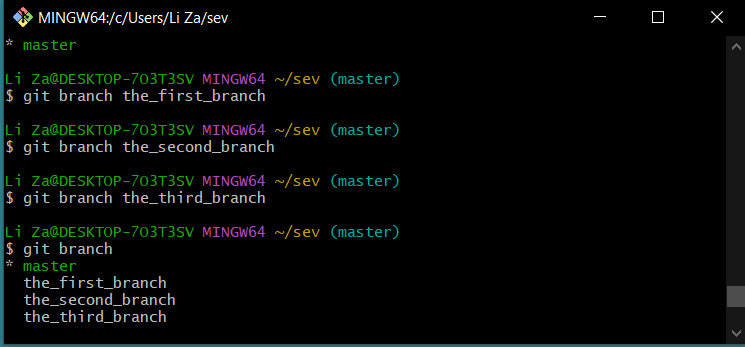 MINGW64:/c/Users/Li Za/sev
* master
Li Za@DESKTOP-7O3T3SV MINGW64 ~/sev (master)
$ git branch the_first_branch
Li Za@DESKTOP-7O3T3SV MINGW64 ~/sev (master)
$ git branch the_second_branch
Li Za@DESKTOP-7O3T3SV MINGW64 ~/sev (master)
$ git branch the_third_branch
Li Za@DESKTOP-7O3T3SV MINGW64 ~/sev (master)
$ git branch
* master
  the_first_branch
  the_second_branch
  the_third_branch